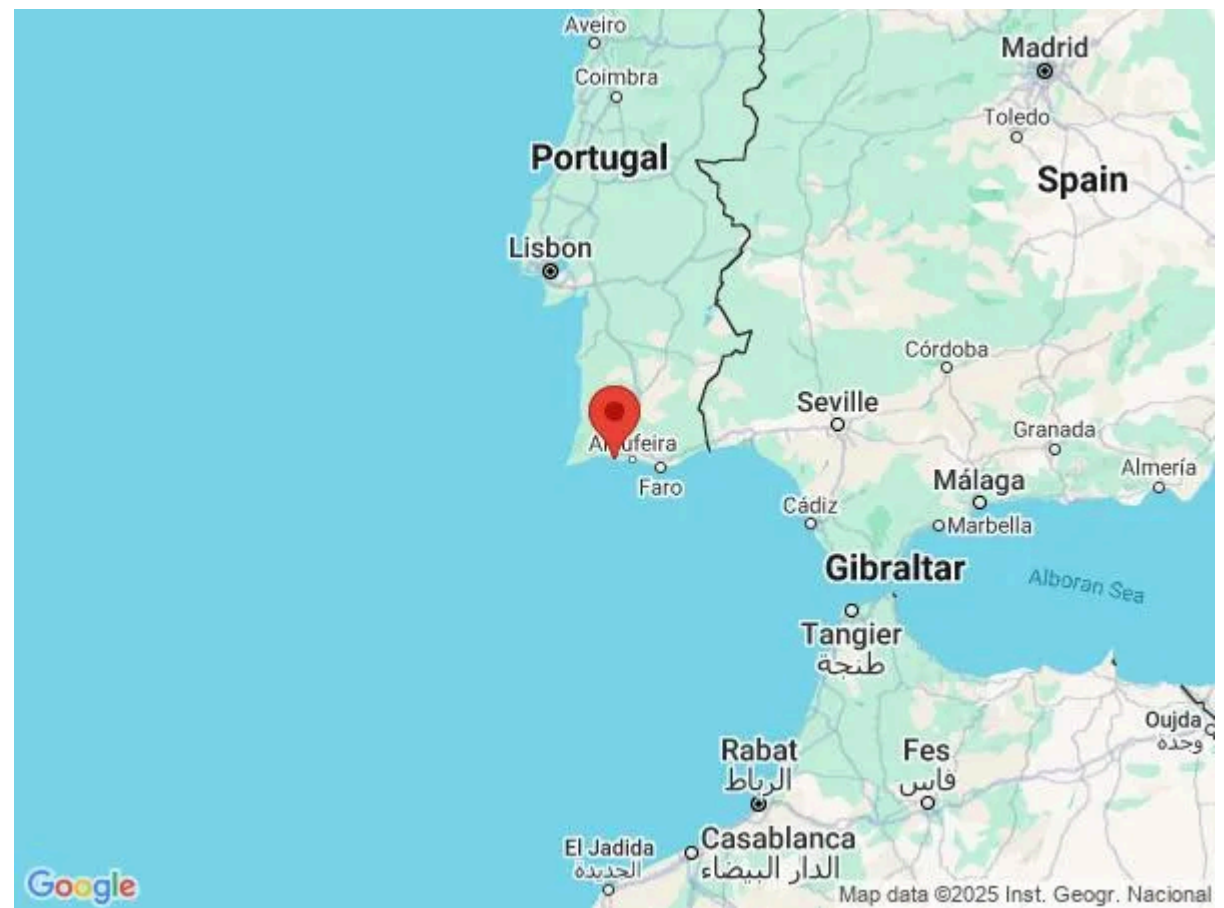 Aveiro
Madrid
Coimbra
Toledo
Portugal
Spain
Lisbon
Córdoba
Seville
Granada
Faro
Málaga
Almería
Cádiz
Marbella
Gibraltar
Alboran Sea
Tangier
طنجة
Oujda
وجدة
Rabat
الرباط
Fes
فاس
El Jadida
الجديدة
Casablanca
الدار البيضاء
Google
Map data ©2025 Inst. Geogr. Nacional